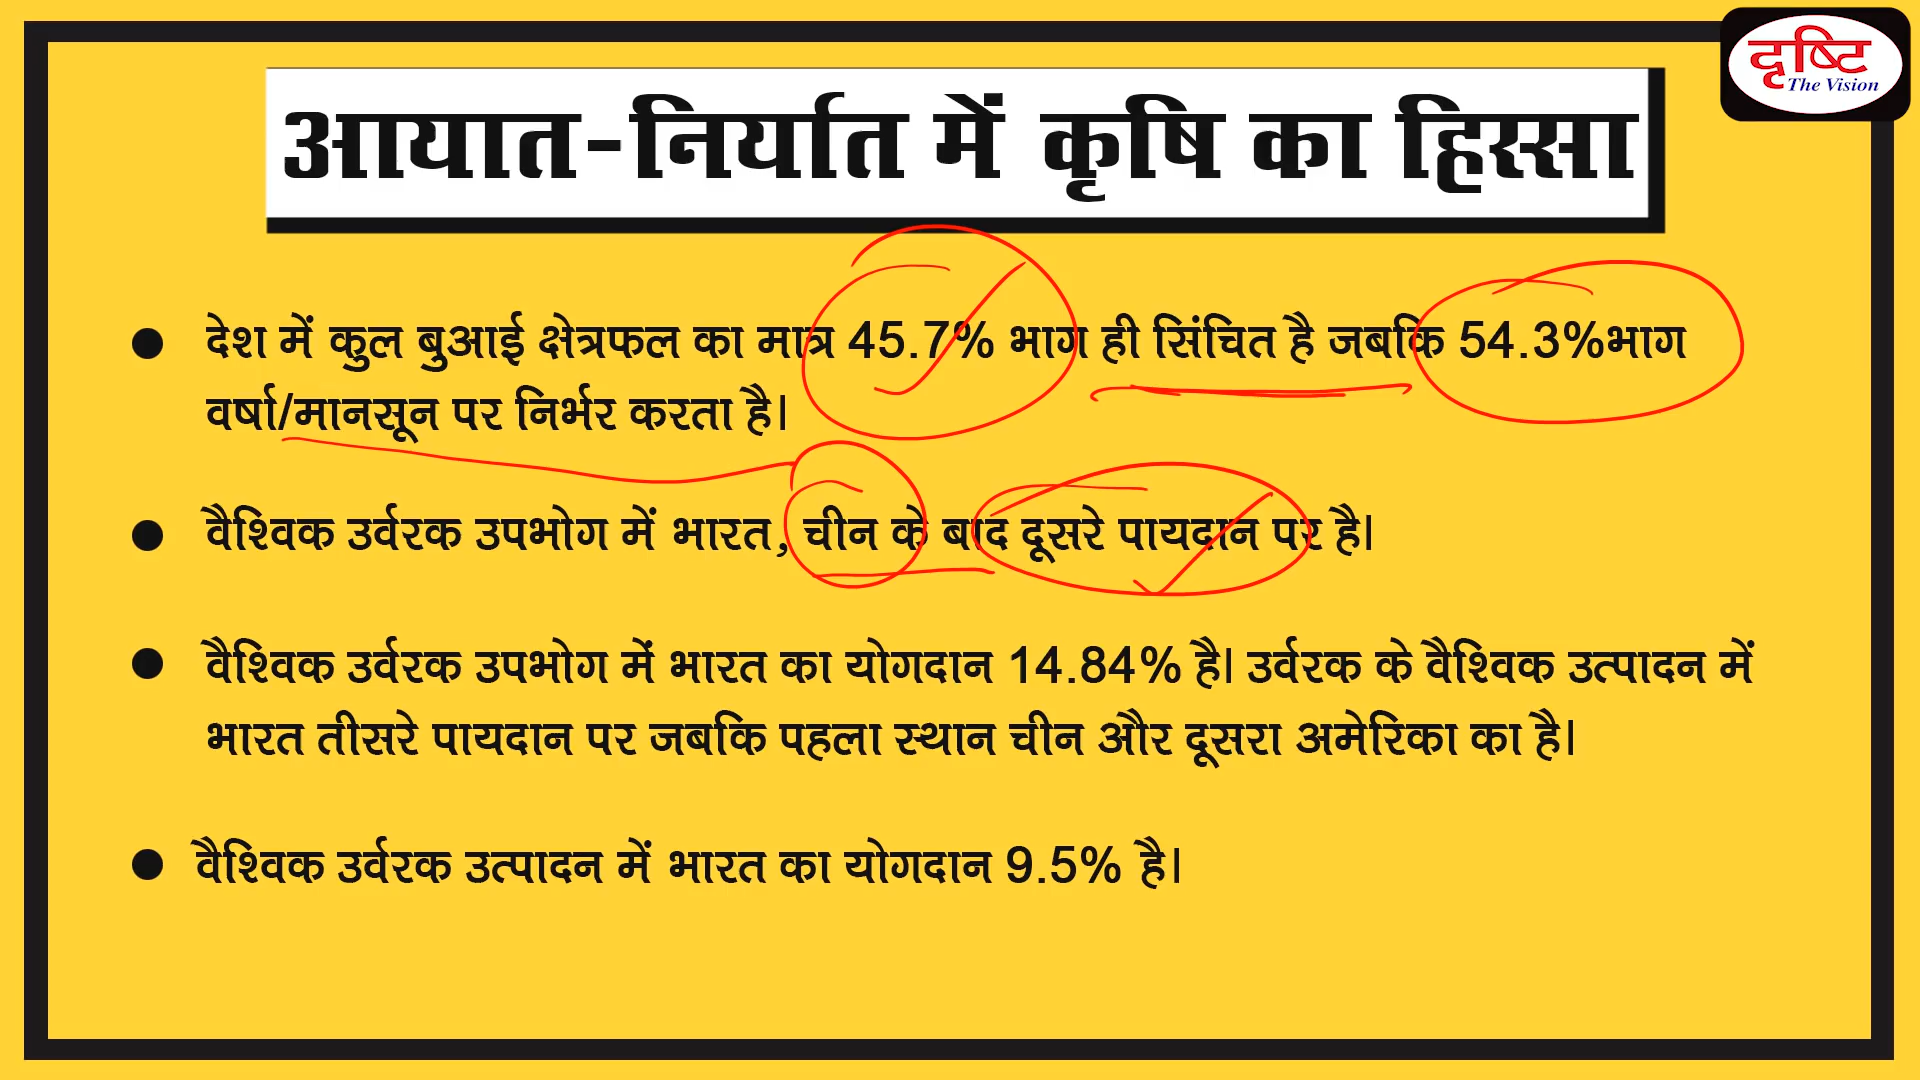 दृष्टि
The Vision
आयात-निर्यात में कृषि का हिस्सा
देश में कुल बुआई क्षेत्रफल का मात्र 45.7% भाग ही सिंचित है जबकि 54.3%भाग
वर्षा/मानसून पर निर्भर करता है।
वैश्विक उर्वरक उपभोग में भारत, चीन के बाद दूसरे पायदान पर है।
वैश्विक उर्वरक उपभोग में भारत का योगदान 14.84% है। उर्वरक के वैश्विक उत्पादन में
भारत तीसरे पायदान पर जबकि पहला स्थान चीन और दूसरा अमेरिका का है।
वैश्विक उर्वरक उत्पादन में भारत का योगदान 9.5% है।